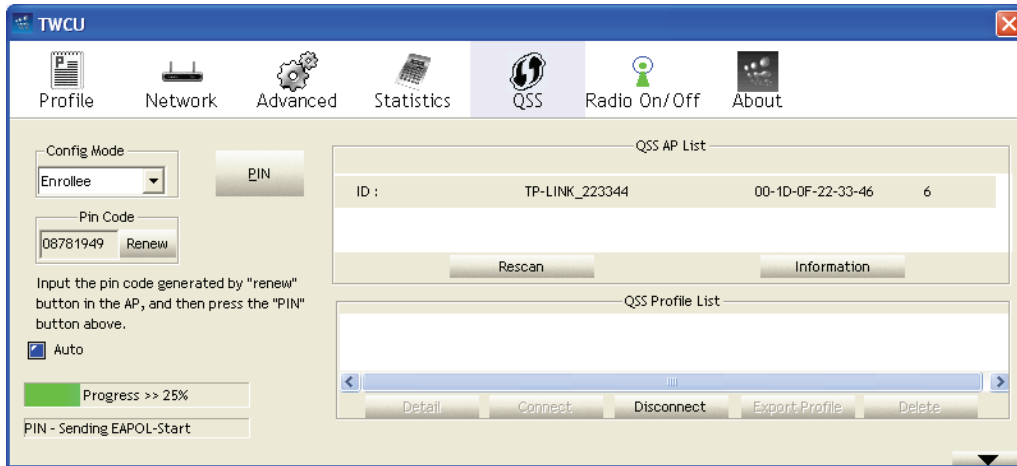 TWCU
Profile Network Advanced Statistics QSS Radio On/Off About
Config Mode
Enrollee
PIN
Pin Code
08781949 Renew
Input the pin code generated by "renew"
button in the AP, and then press the "PIN"
button above.
Auto
Progress >> 25%
PIN - Sending EAPOL-Start
QSS AP List
ID : TP-LINK_223344 00-1D-0F-22-33-46 6
Rescan Information
QSS Profile List
Detail Connect Disconnect Export Profile Delete